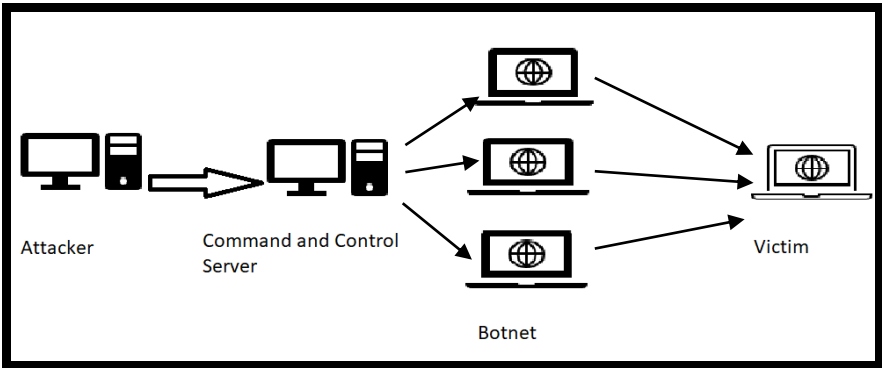 Attacker
Command and Control
Server
Botnet
Victim